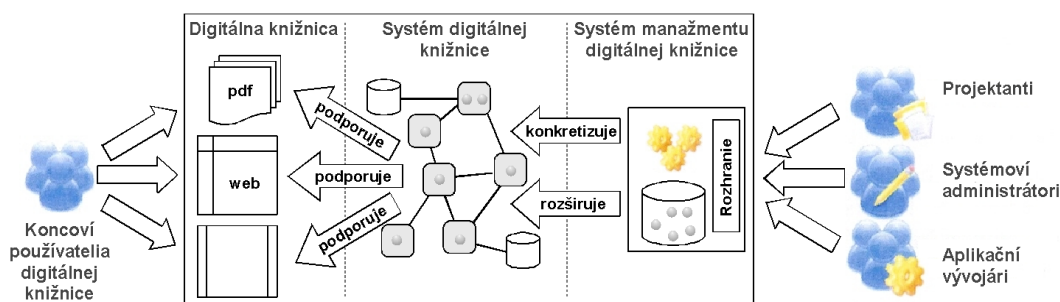 Digitálna knižnica
Systém digitálnej
knižnice
Systém manažmentu
digitálnej knižnice
pdf
web
podporuje
podporuje
podporuje
konkretizuje
rozširuje
Rozhranie
Koncoví
používatelia
digitálnej
knižnice
Projektanti
Systémoví
administrátori
Aplikační
vývojári